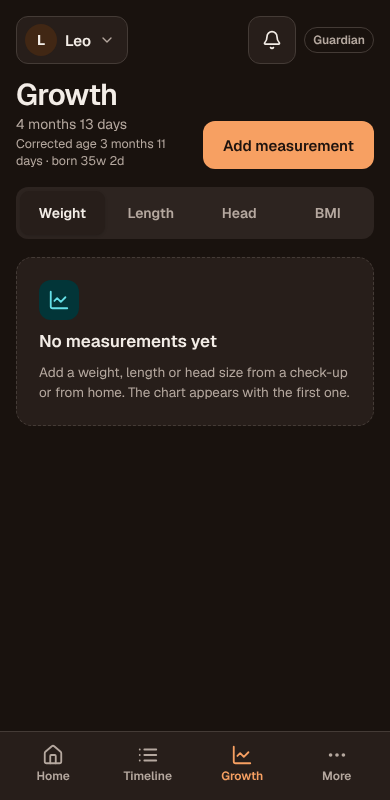 L Leo
Guardian
Growth
4 months 13 days
Corrected age 3 months 11
days · born 35w 2d
Add measurement
Weight Length Head BMI
No measurements yet
Add a weight, length or head size from a check-up
or from home. The chart appears with the first one.
Home Timeline Growth More